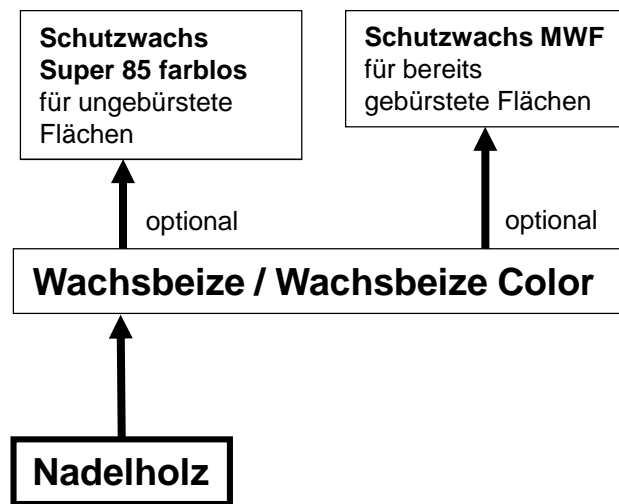 Schutzwachs
Super 85 farblos
für ungebürstete
Flächen
Schutzwachs MWF
für bereits
gebürstete Flächen
optional
optional
Wachsbeize / Wachsbeize Color
Nadelholz